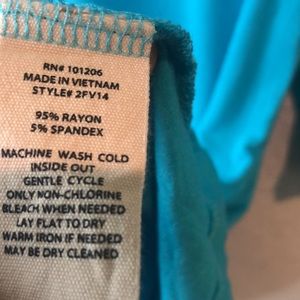 RN# 101206
MADE IN VIETNAM
STYLE# 2FV14
95% RAYON
5% SPANDEX
MACHINE WASH COLD
INSIDE OUT
GENTLE CYCLE
ONLY NON-CHLORINE
BLEACH WHEN NEEDED
LAY FLAT TO DRY
WARM IRON IF NEEDED
MAY BE DRY CLEANED